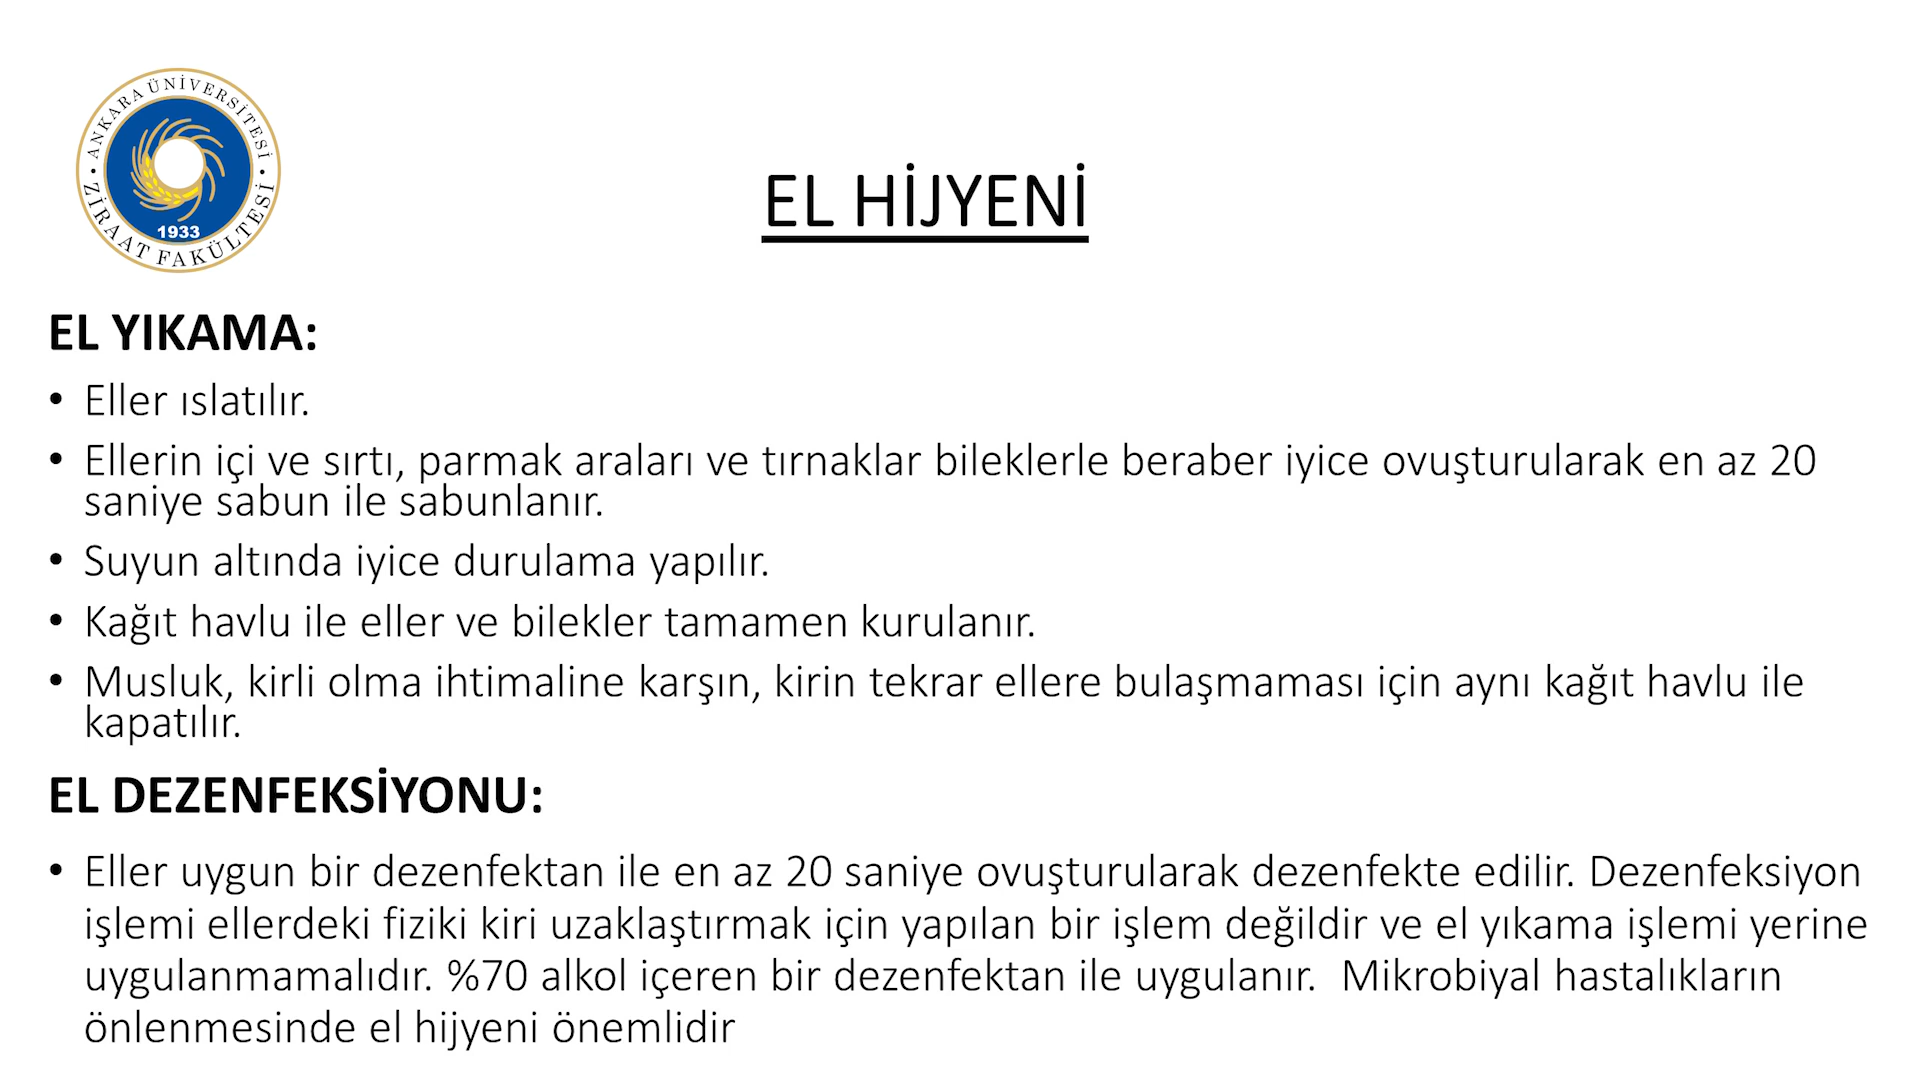 ANKARA ÜNİVERSİTESİ
ZİRAAT FAKÜLTESİ
1933
EL HİJYENİ
EL YIKAMA:
• Eller ıslatılır.
• Ellerin içi ve sırtı, parmak araları ve tırnaklar bileklerle beraber iyice ovuşturularak en az 20
saniye sabun ile sabunlanır.
• Suyun altında iyice durulama yapılır.
• Kağıt havlu ile eller ve bilekler tamamen kurulanır.
• Musluk, kirli olma ihtimaline karşın, kirin tekrar ellere bulaşmaması için aynı kağıt havlu ile
kapatılır.
EL DEZENFEKSİYONU:
• Eller uygun bir dezenfektan ile en az 20 saniye ovuşturularak dezenfekte edilir. Dezenfeksiyon
işlemi ellerdeki fiziki kiri uzaklaştırmak için yapılan bir işlem değildir ve el yıkama işlemi yerine
uygulanmamalıdır. %70 alkol içeren bir dezenfektan ile uygulanır.  Mikrobiyal hastalıkların
önlenmesinde el hijyeni önemlidir